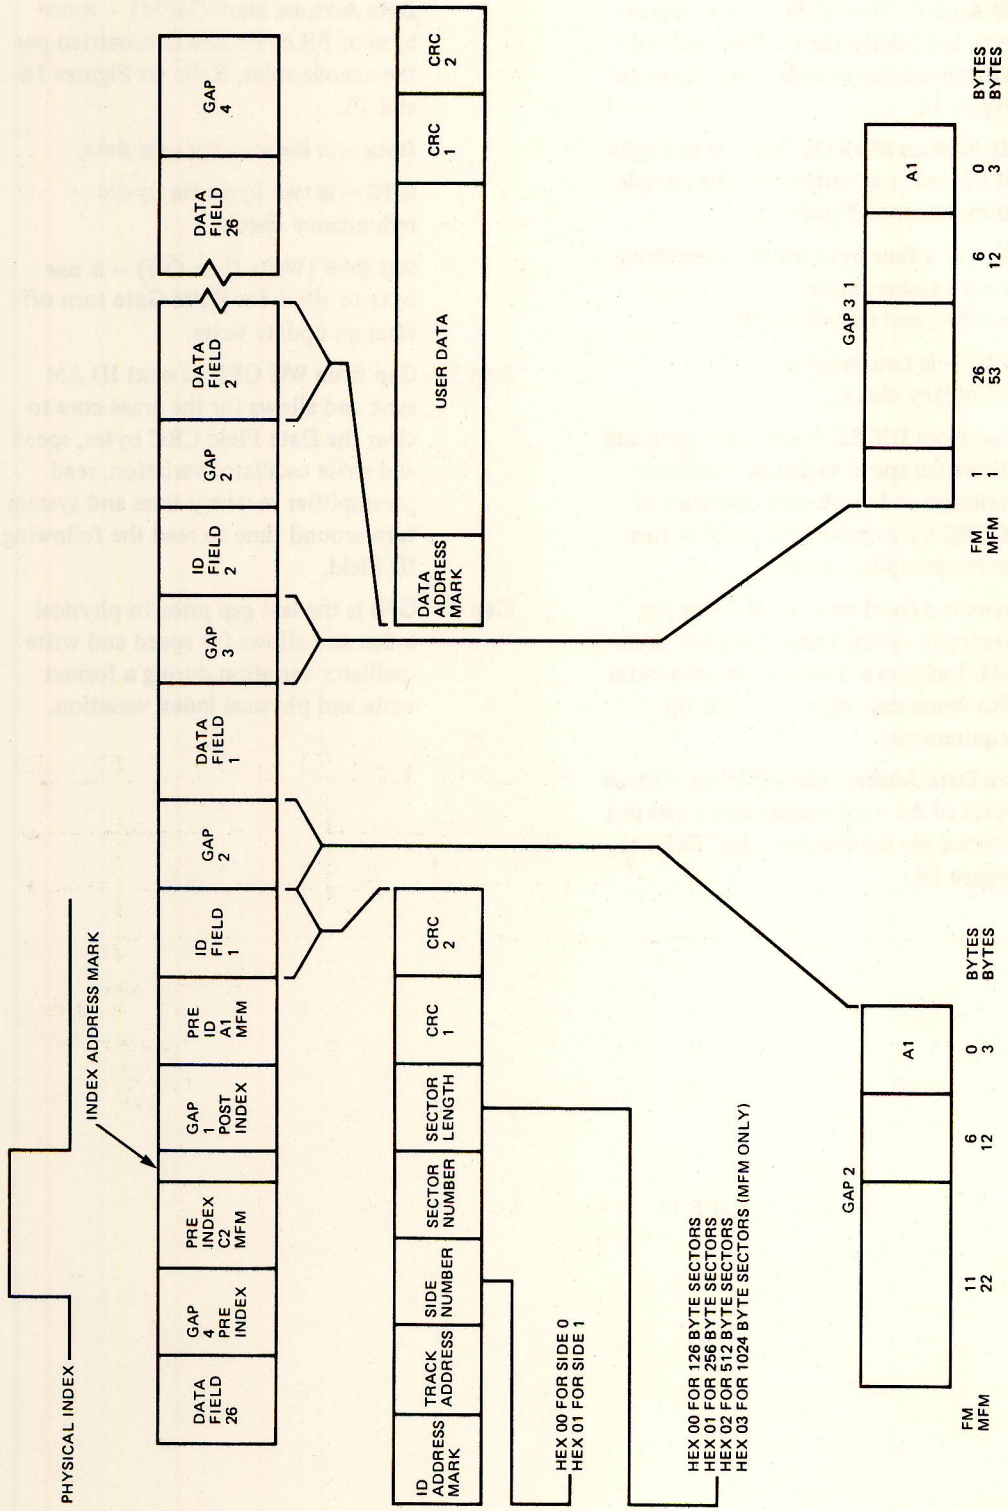 PHYSICAL INDEX
INDEX ADDRESS MARK
DATA
FIELD
26
GAP
4
PRE
INDEX
PRE
INDEX
C2
MFM
GAP
1
POST
INDEX
PRE
ID
A1
MFM
ID
FIELD
1
GAP
2
DATA
FIELD
1
GAP
3
ID
FIELD
2
GAP
2
DATA
FIELD
2
DATA
FIELD
26
GAP
4
ID
ADDRESS
MARK
TRACK
ADDRESS
SIDE
NUMBER
SECTOR
NUMBER
SECTOR
LENGTH
CRC
1
CRC
2
DATA
ADDRESS
MARK
USER DATA
CRC
1
CRC
2
HEX 00 FOR SIDE 0
HEX 01 FOR SIDE 1
HEX 00 FOR 126 BYTE SECTORS
HEX 01 FOR 256 BYTE SECTORS
HEX 02 FOR 512 BYTE SECTORS
HEX 03 FOR 1024 BYTE SECTORS (MFM ONLY)
GAP 2
A1
FM 11 6 0 BYTES
MFM 22 12 3 BYTES
GAP 3 1
A1
FM 1 26 6 0 BYTES
MFM 1 53 12 3 BYTES